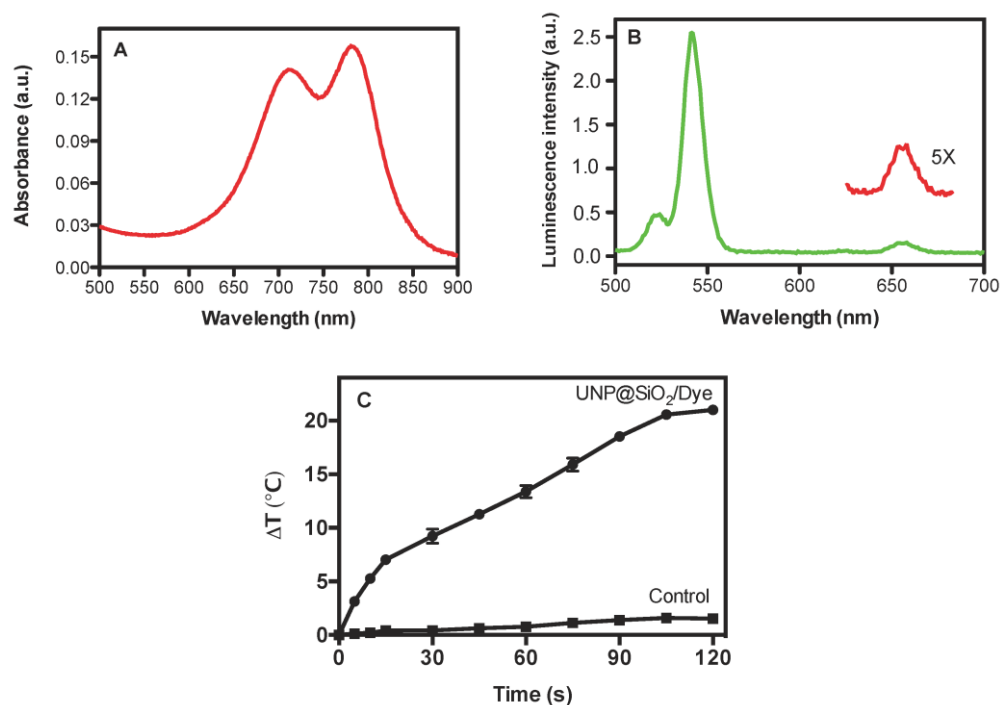 A
Absorbance (a.u.)
0.15
0.12
0.09
0.06
0.03
0.00
500 550 600 650 700 750 800 850 900
Wavelength (nm)
B
Luminescence intensity (a.u.)
2.5
2.0
1.5
1.0
0.5
0.0
5X
500 550 600 650 700
Wavelength (nm)
C
UNP@SiO₂/Dye
ΔT (°C)
20
15
10
5
0
Control
0 30 60 90 120
Time (s)